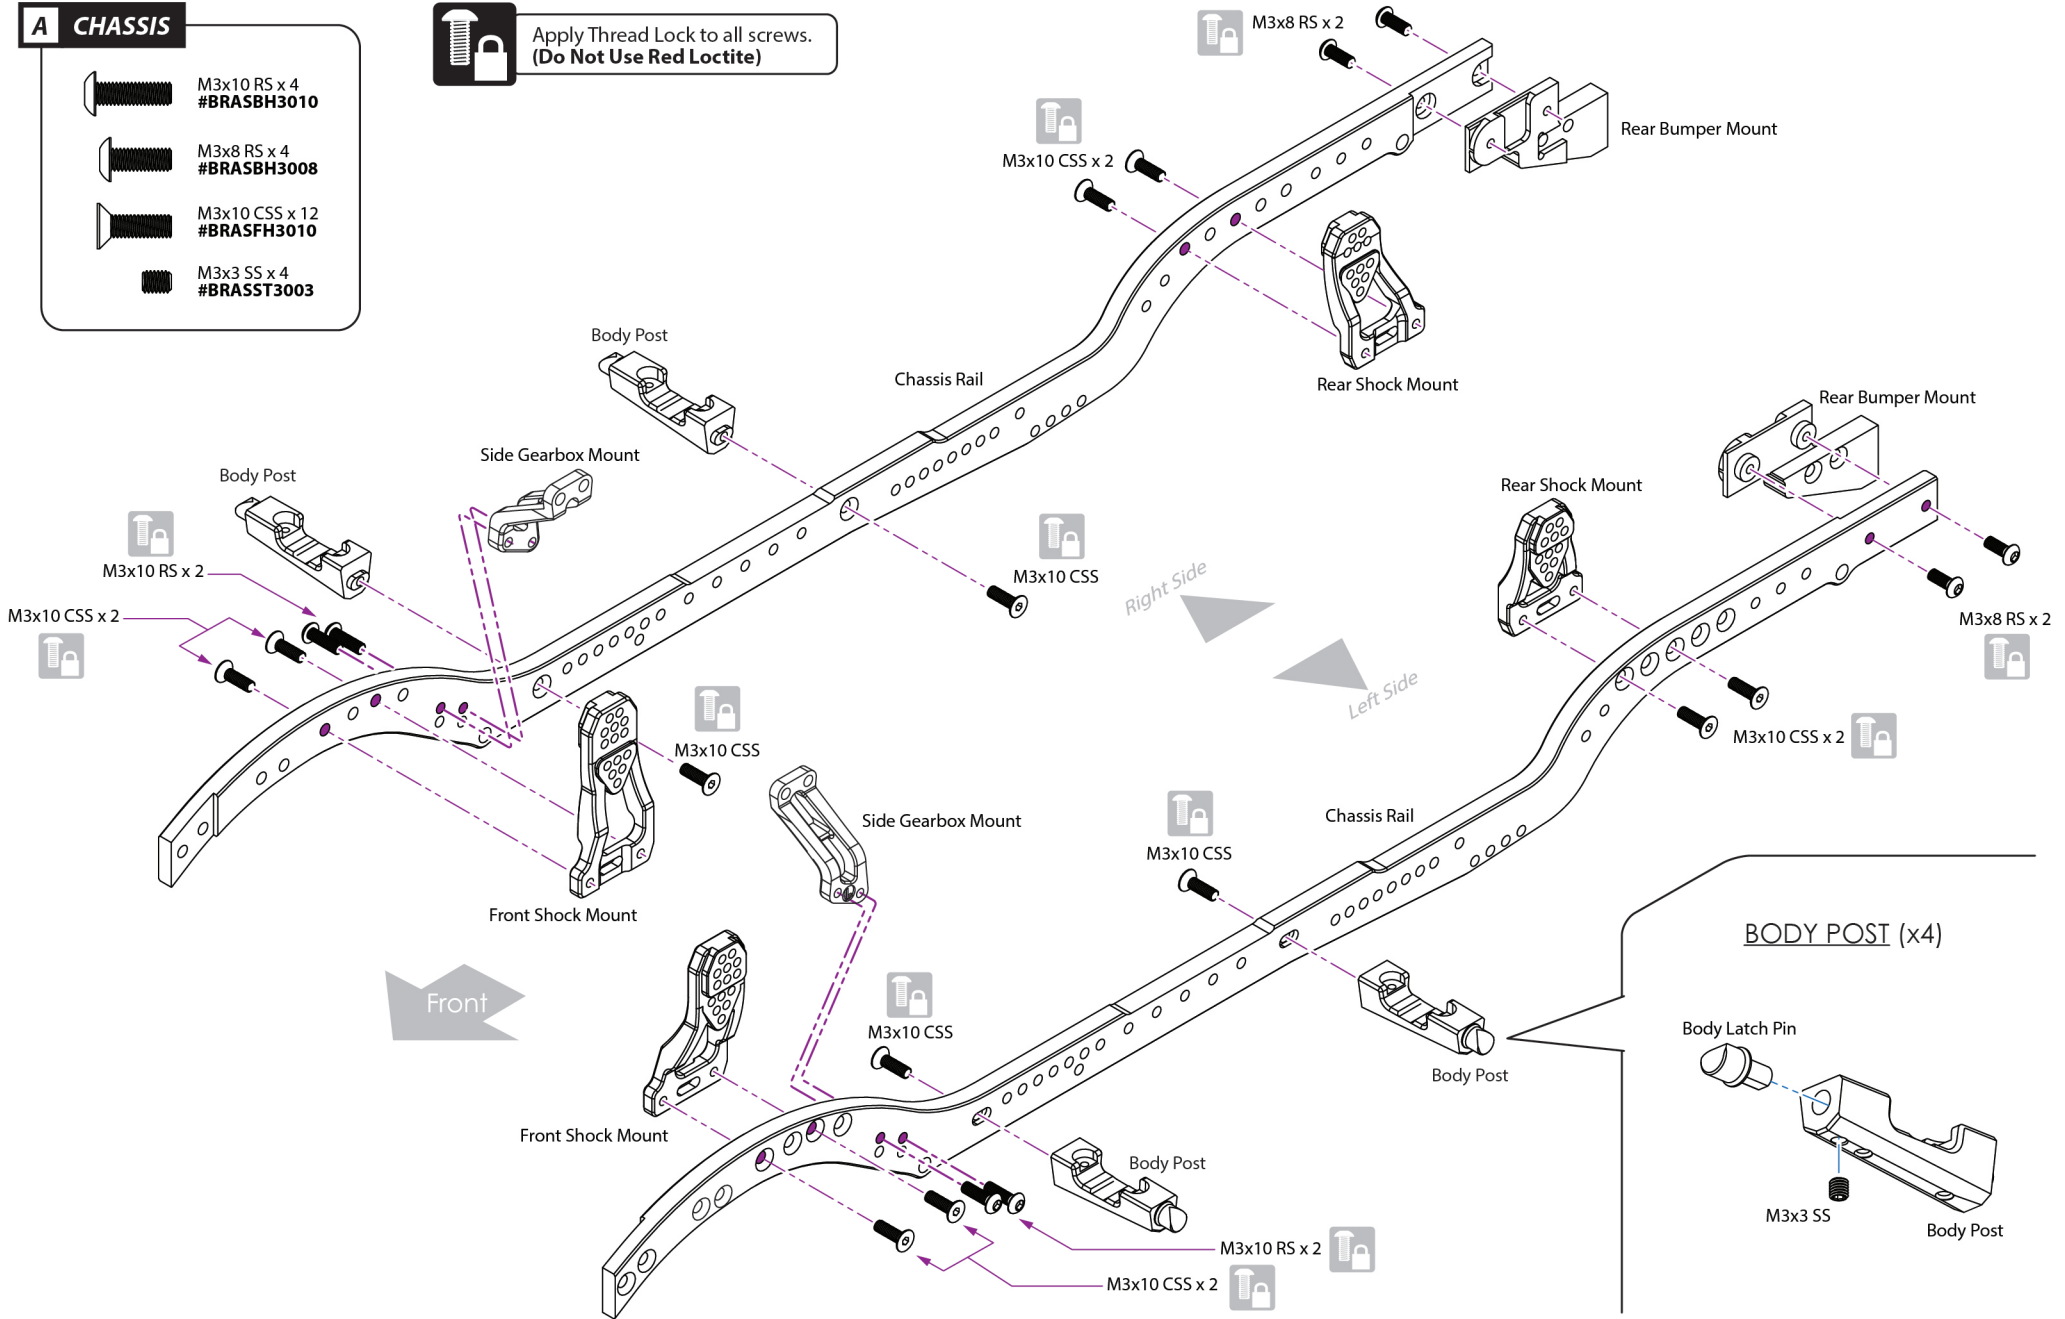 A CHASSIS
M3x10 RS x 4
#BRASBH3010
M3x8 RS x 4
#BRASBH3008
M3x10 CSS x 12
#BRASFH3010
M3x3 SS x 4
#BRASST3003
Apply Thread Lock to all screws.
(Do Not Use Red Loctite)
M3x8 RS x 2
Rear Bumper Mount
M3x10 CSS x 2
Rear Shock Mount
Body Post
Chassis Rail
Side Gearbox Mount
Body Post
M3x10 RS x 2
M3x10 CSS x 2
M3x10 CSS
M3x10 CSS
Front Shock Mount
Right Side
Left Side
Rear Bumper Mount
Rear Shock Mount
M3x8 RS x 2
M3x10 CSS x 2
Side Gearbox Mount
Chassis Rail
M3x10 CSS
Front
M3x10 CSS
Body Post
Front Shock Mount
Body Post
M3x10 RS x 2
M3x10 CSS x 2
BODY POST (x4)
Body Latch Pin
M3x3 SS
Body Post